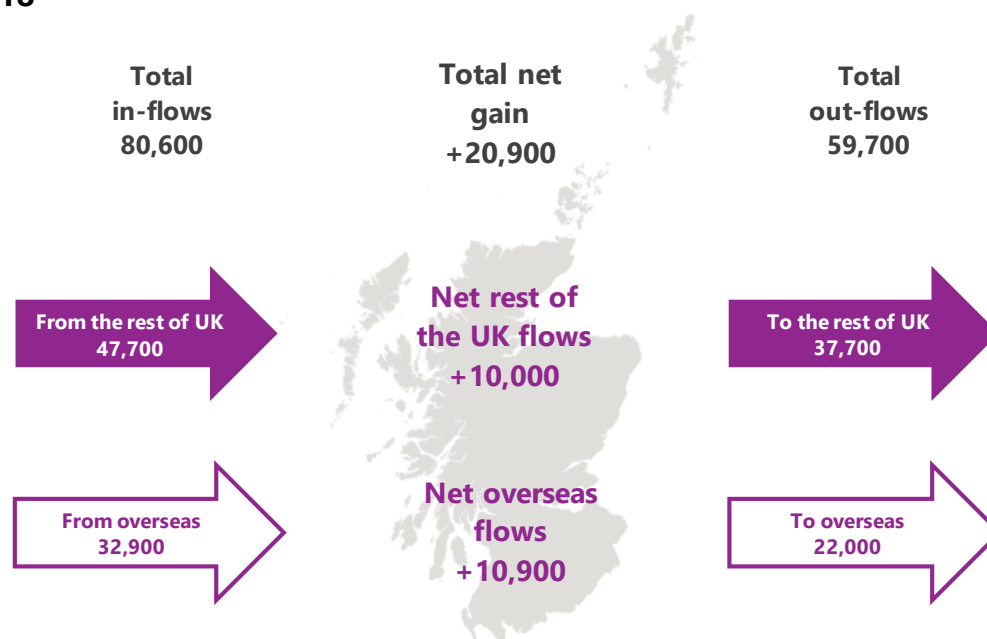 Total
in-flows
80,600
Total net
gain
+20,900
Total
out-flows
59,700
From the rest of UK
47,700
Net rest of
the UK flows
+10,000
To the rest of UK
37,700
From overseas
32,900
Net overseas
flows
+10,900
To overseas
22,000